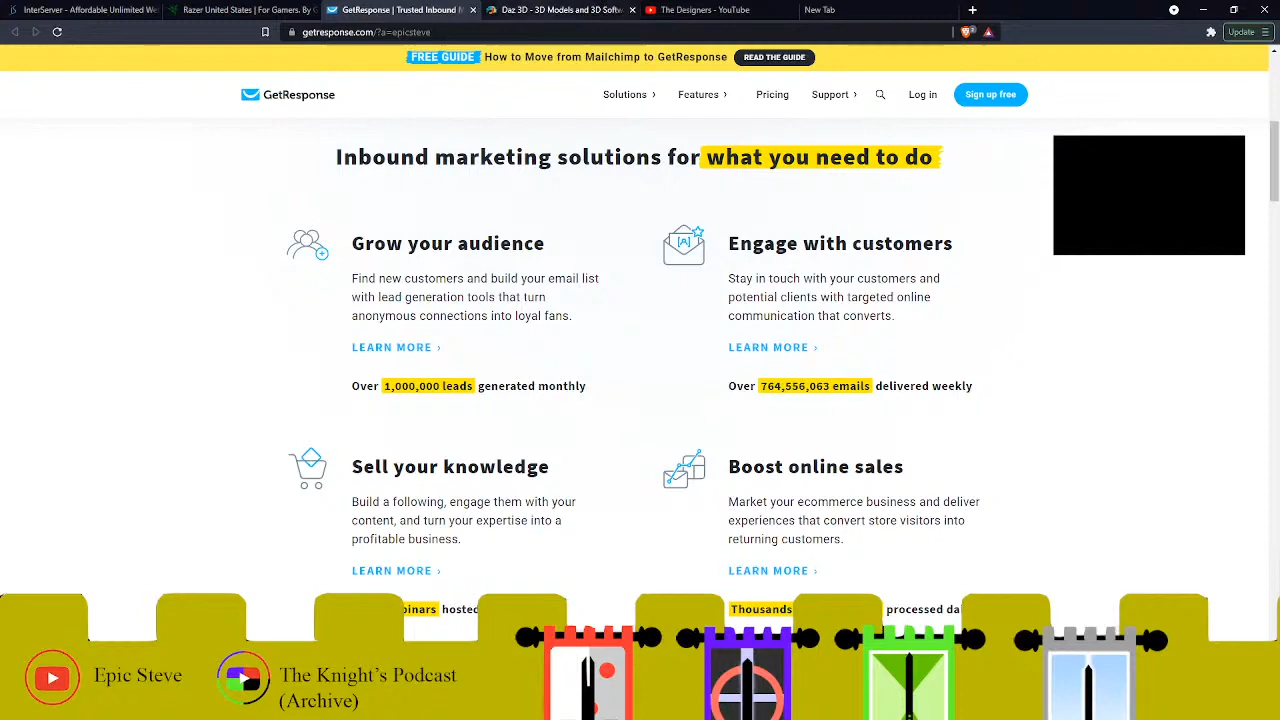 InterServer - Affordable Unlimited We
Razer United States | For Gamers. By G
GetResponse | Trusted Inbound M
Daz 3D - 3D Models and 3D Softw
The Designers - YouTube
New Tab
getresponse.com/?a=epicsteve
Update
FREE GUIDE How to Move from Mailchimp to GetResponse READ THE GUIDE
GetResponse
Solutions
Features
Pricing
Support
Log in
Sign up free
Inbound marketing solutions for what you need to do
Grow your audience
Find new customers and build your email list
with lead generation tools that turn
anonymous connections into loyal fans.
LEARN MORE
Over 1,000,000 leads generated monthly
[A]
Engage with customers
Stay in touch with your customers and
potential clients with targeted online
communication that converts.
LEARN MORE
Over 764,556,063 emails delivered weekly
Sell your knowledge
Build a following, engage them with your
content, and turn your expertise into a
profitable business.
LEARN MORE
binars hosted
Boost online sales
Market your ecommerce business and deliver
experiences that convert store visitors into
returning customers.
LEARN MORE
Thousands processed dai
Epic Steve
The Knight's Podcast
(Archive)